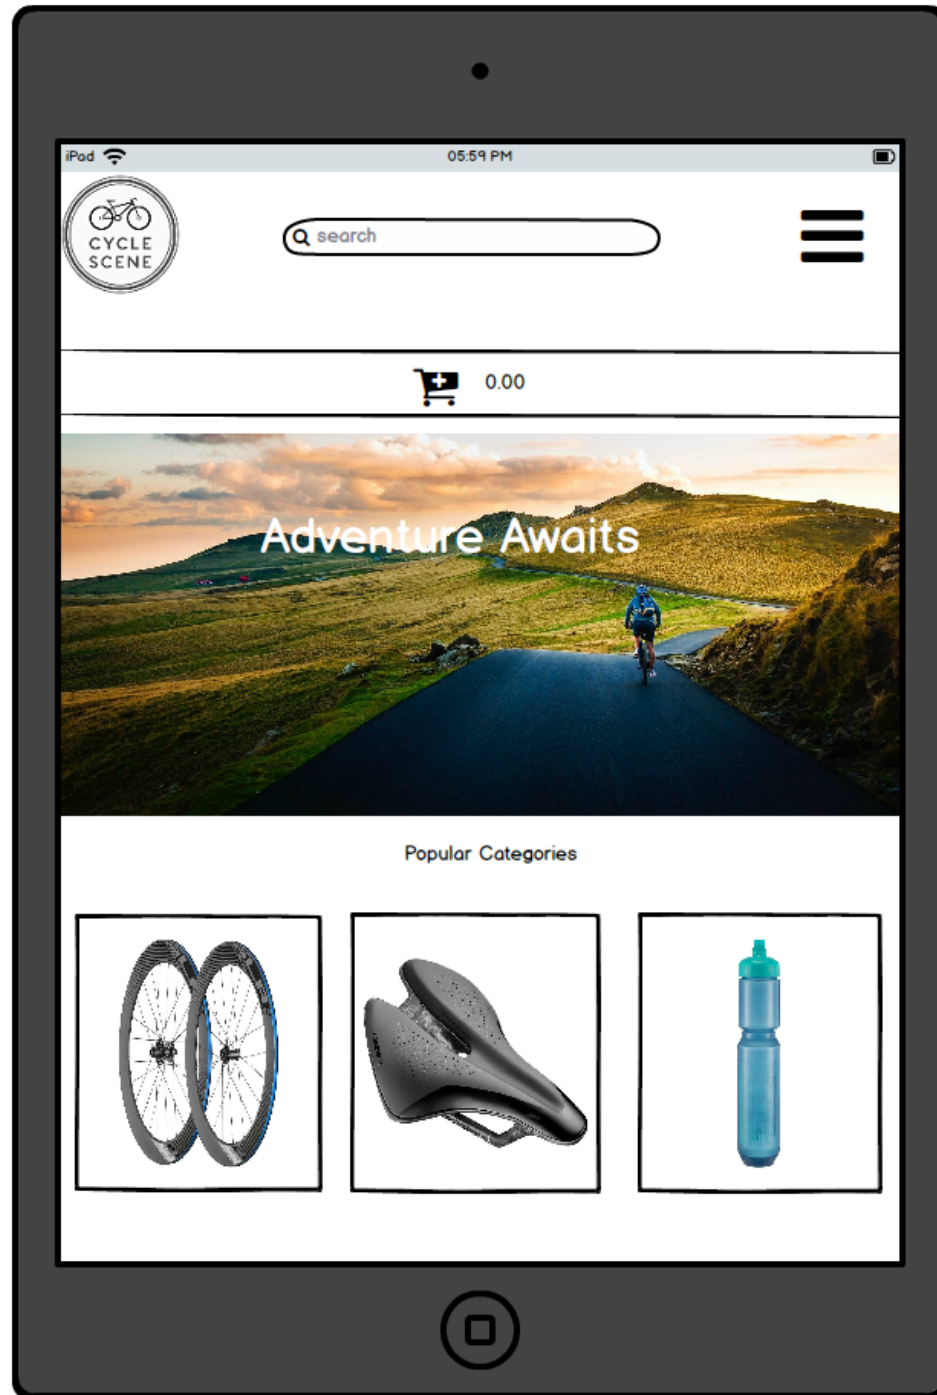 iPad 05:59 PM
CYCLE
SCENE
search
0.00
Adventure Awaits
Popular Categories